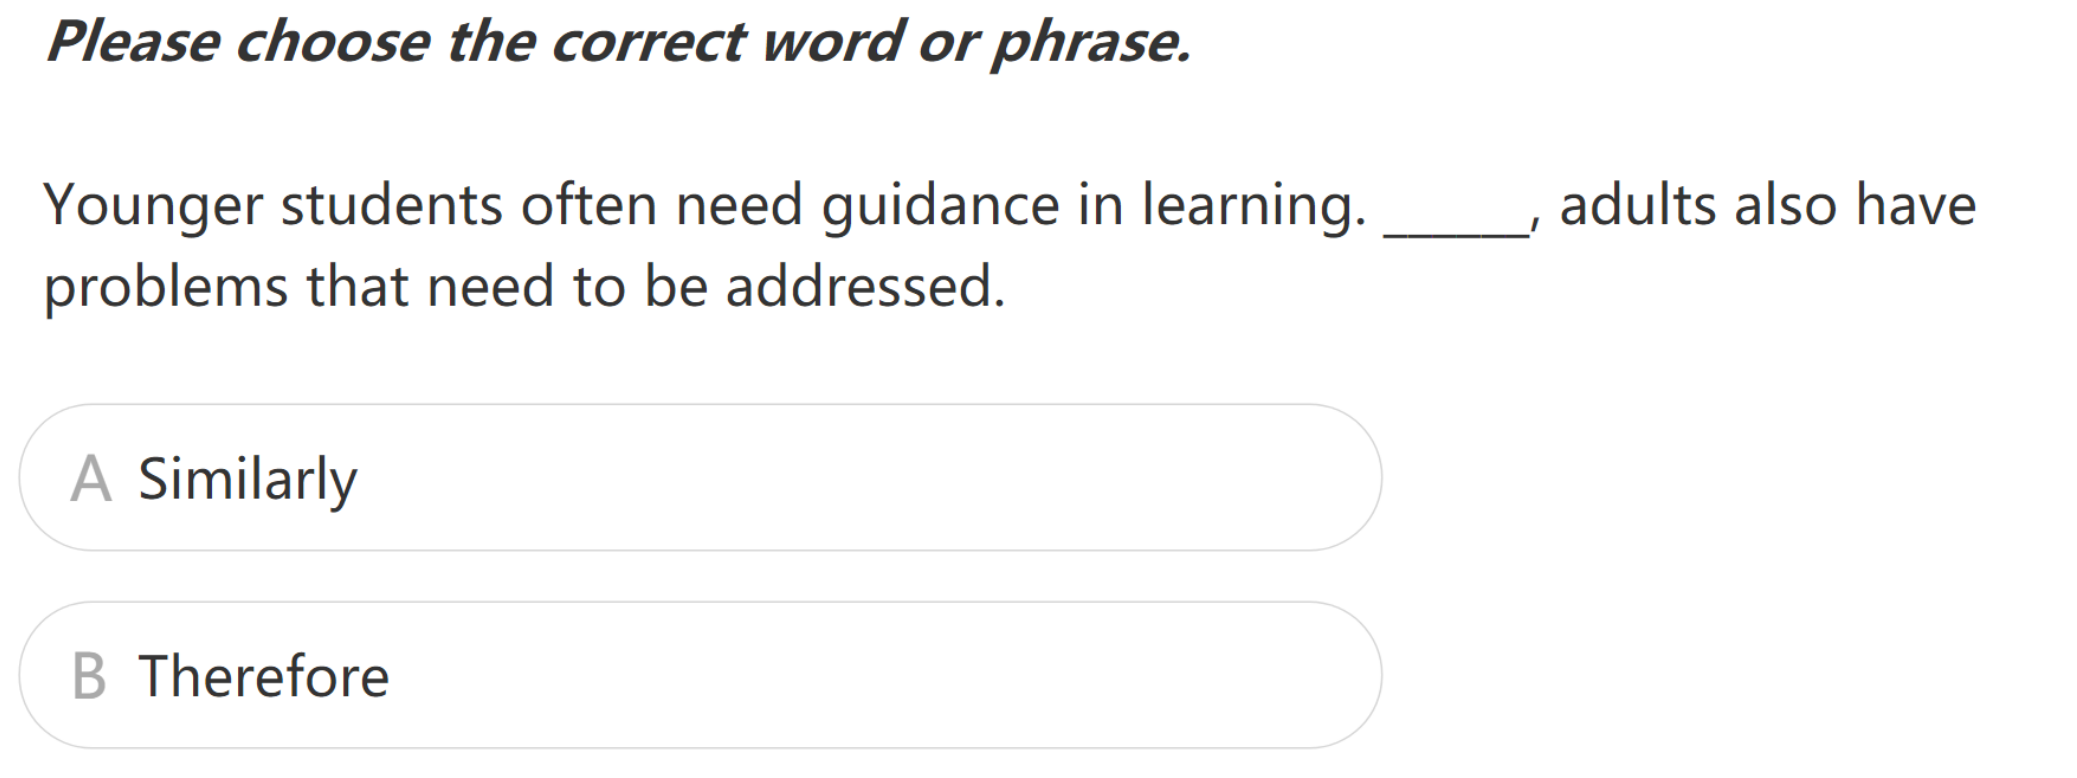 Please choose the correct word or phrase.
Younger students often need guidance in learning. ______, adults also have
problems that need to be addressed.
A Similarly
B Therefore